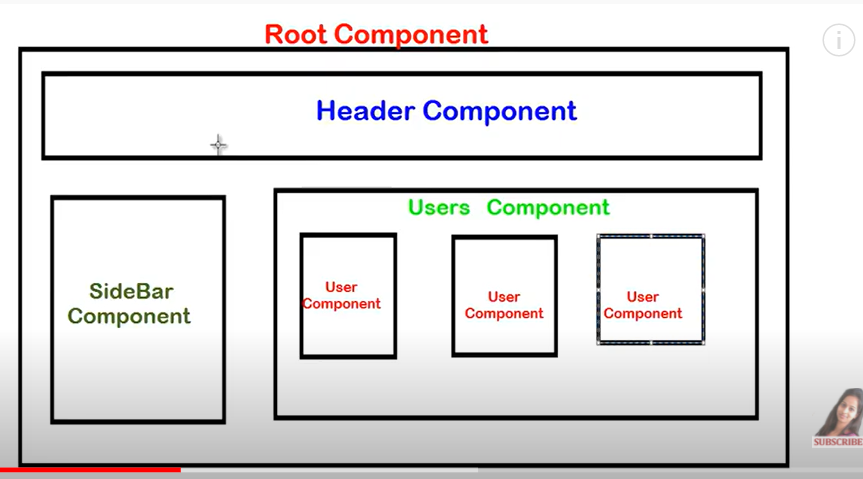 Root Component
Header Component
Users Component
SideBar
Component
User
Component
User
Component
User
Component
SUBSCRIBE